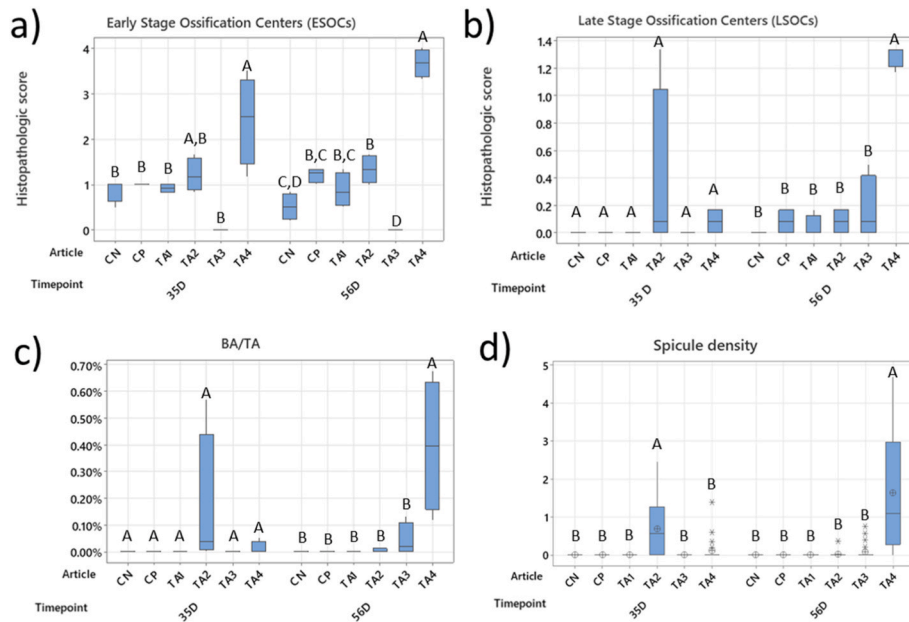 a)
Early Stage Ossification Centers (ESOCs)
Histopathologic score
4
3
2
1
0
B
B
B
A,B
B
A
C,D
B,C
B,C
B
D
A
Article
CN
CP
TA1
TA2
TA3
TA4
CN
CP
TA1
TA2
TA3
TA4
Timepoint
35D
56D
b)
Late Stage Ossification Centers (LSOCs)
Histopathologic score
1.4
1.2
1.0
0.8
0.6
0.4
0.2
0.0
A
A
A
A
A
A
B
B
B
B
B
A
Article
CN
CP
TA1
TA2
TA3
TA4
CN
CP
TA1
TA2
TA3
TA4
Timepoint
35 D
56 D
c)
BA/TA
0.70%
0.60%
0.50%
0.40%
0.30%
0.20%
0.10%
0.00%
A
A
A
A
A
A
B
B
B
B
B
A
Article
CN
CP
TA1
TA2
TA3
TA4
CN
CP
TA1
TA2
TA3
TA4
Timepoint
35D
56D
d)
Spicule density
5
4
3
2
1
0
B
B
B
A
B
B
B
B
B
B
B
A
Article
CN
CP
TA1
TA2
TA3
TA4
CN
CP
TA1
TA2
TA3
TA4
Timepoint
35D
56D